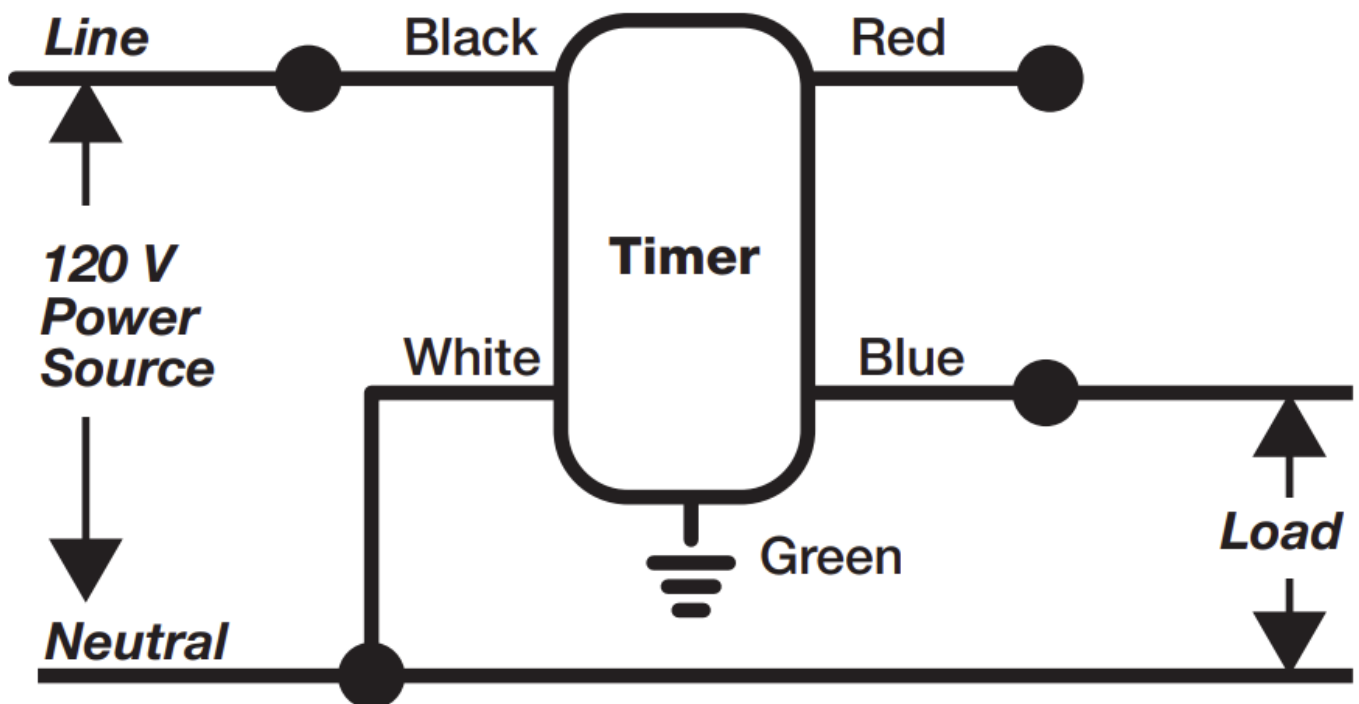 Line
Black
Red
120 V
Power
Source
Timer
White
Blue
Load
Green
Neutral